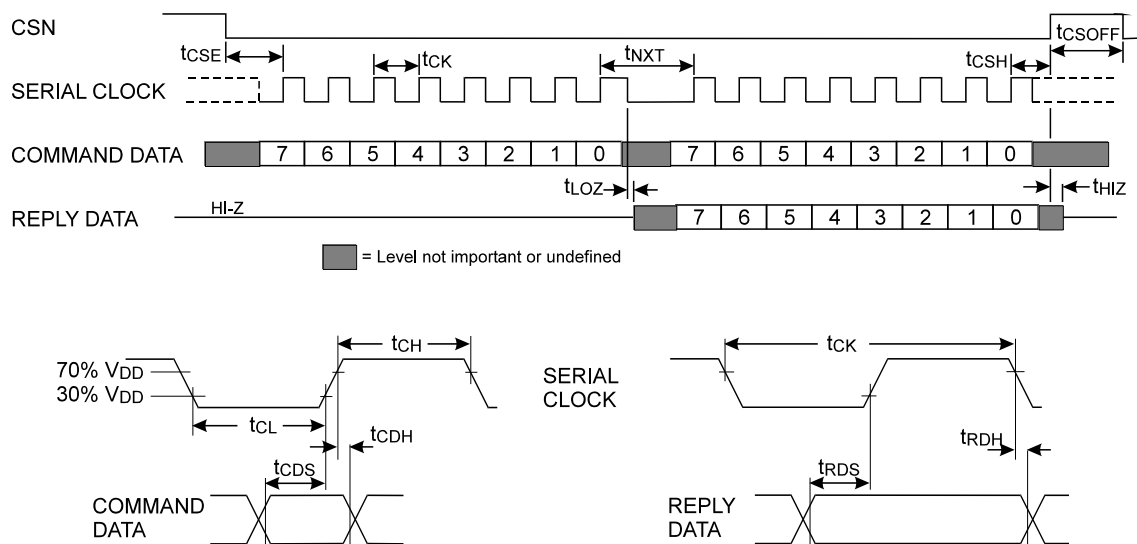 CSN
tCSE
tCK
tNXT
tCSH
tCSOFF
SERIAL CLOCK
COMMAND DATA
7 6 5 4 3 2 1 0
7 6 5 4 3 2 1 0
tLOZ
tHIZ
REPLY DATA
HI-Z
7 6 5 4 3 2 1 0
= Level not important or undefined
70% VDD
30% VDD
tCH
tCL
tCDH
tCDS
COMMAND
DATA
SERIAL
CLOCK
tCK
tRDH
tRDS
REPLY
DATA